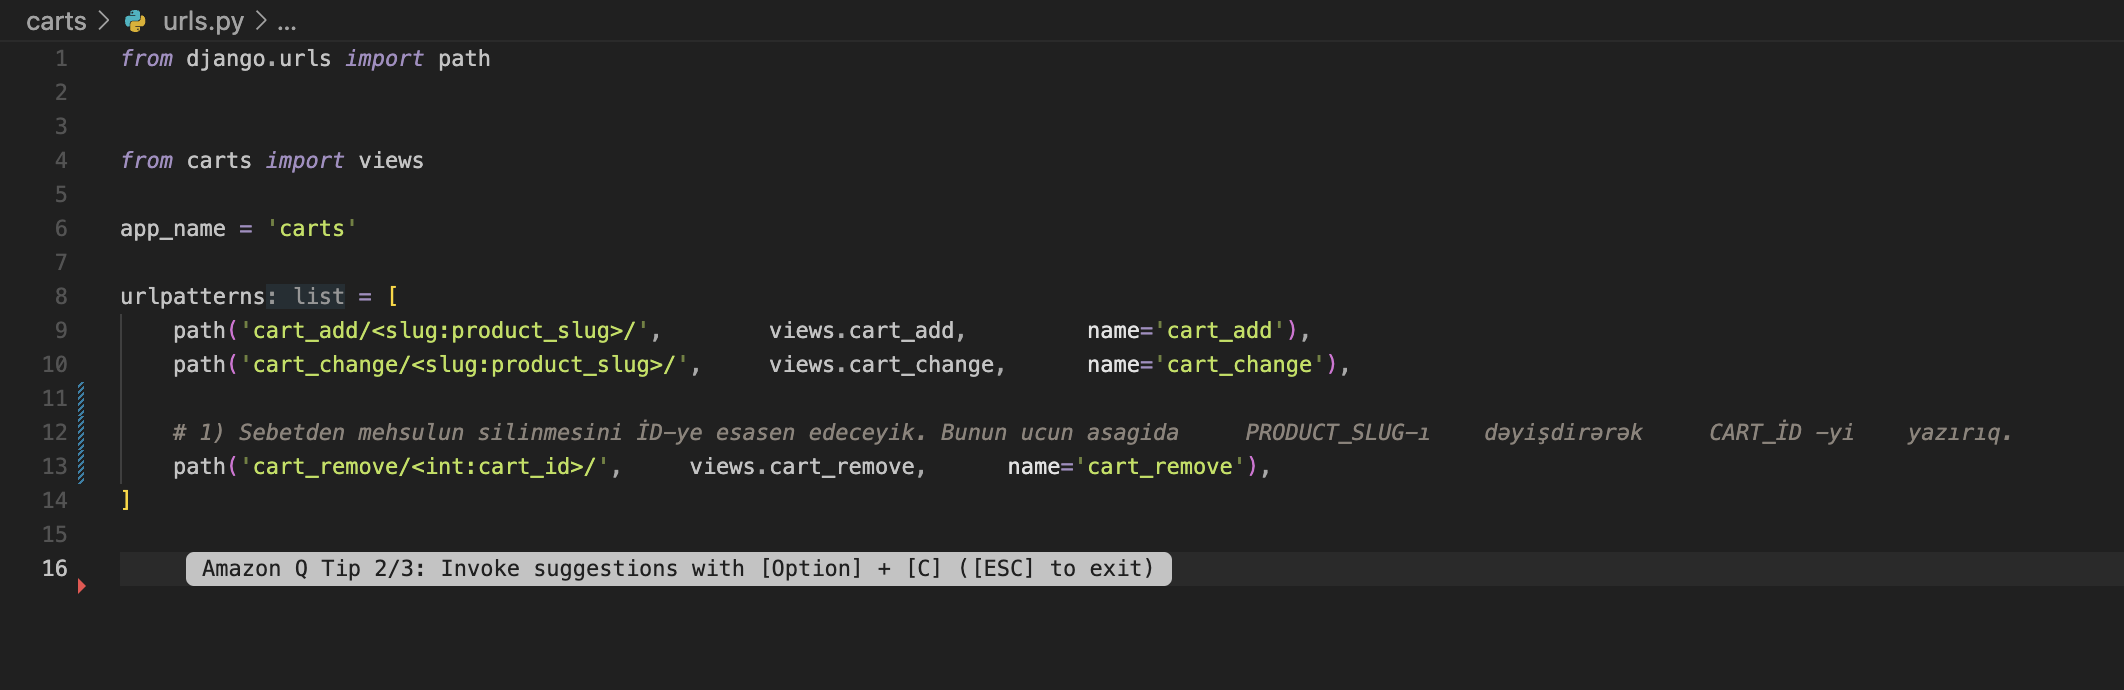 carts > urls.py > ...
1 from django.urls import path
2
3
4 from carts import views
5
6 app_name = 'carts'
7
8 urlpatterns: list = [
9 path('cart_add/<slug:product_slug>/', views.cart_add, name='cart_add'),
10 path('cart_change/<slug:product_slug>/', views.cart_change, name='cart_change'),
11
12 # 1) Sebetden mehsulun silinmesini İD-ye esasen edeceyik. Bunun ucun asagida PRODUCT_SLUG-ı dəyişdirərək CART_İD -yi yazırıq.
13 path('cart_remove/<int:cart_id>/', views.cart_remove, name='cart_remove'),
14 ]
15
16 Amazon Q Tip 2/3: Invoke suggestions with [Option] + [C] ([ESC] to exit)